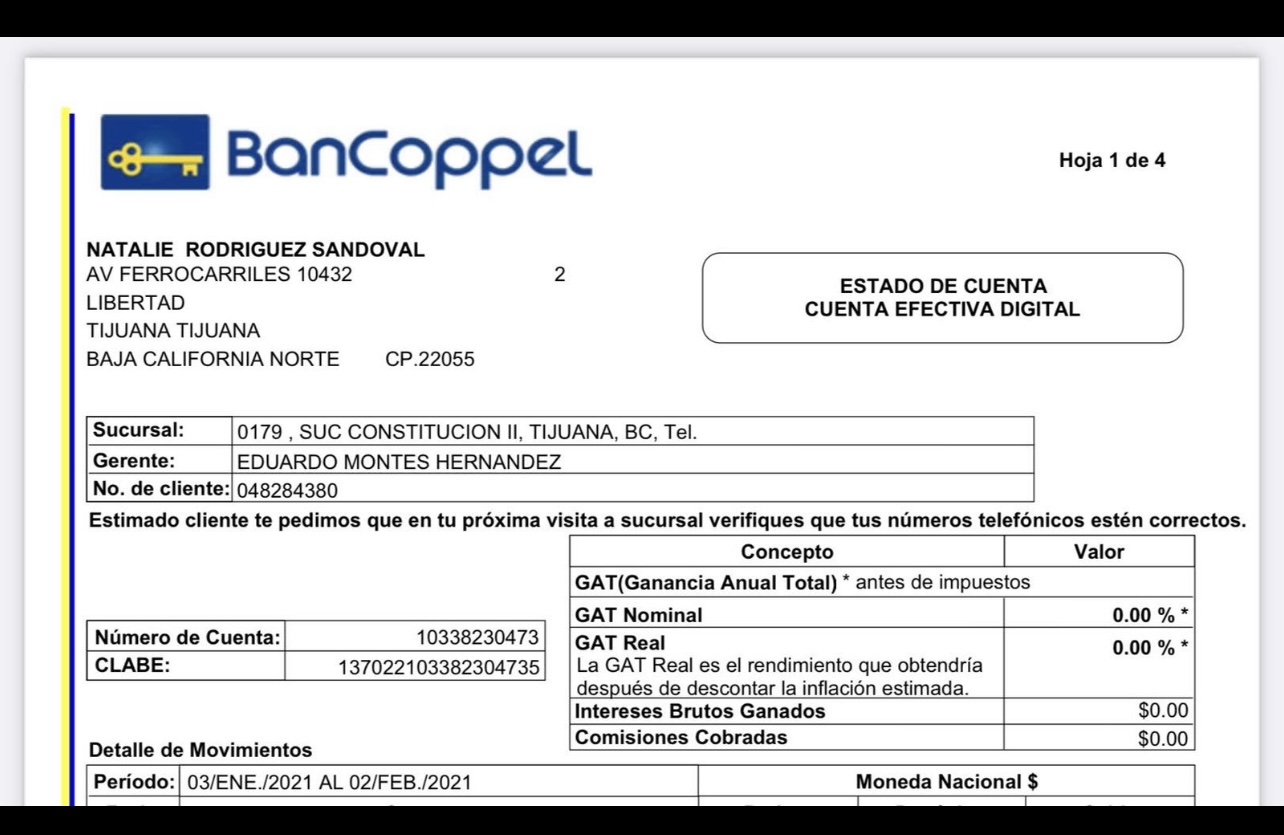 BanCoppel
Hoja 1 de 4
NATALIE RODRIGUEZ SANDOVAL
AV FERROCARRILES 10432 2
LIBERTAD
TIJUANA TIJUANA
BAJA CALIFORNIA NORTE CP.22055
ESTADO DE CUENTA
CUENTA EFECTIVA DIGITAL
Sucursal: 0179 , SUC CONSTITUCION II, TIJUANA, BC, Tel.
Gerente: EDUARDO MONTES HERNANDEZ
No. de cliente: 048284380
Estimado cliente te pedimos que en tu próxima visita a sucursal verifiques que tus números telefónicos estén correctos.
Número de Cuenta: 10338230473
CLABE: 137022103382304735
Concepto Valor
GAT(Ganancia Anual Total) * antes de impuestos
GAT Nominal 0.00 % *
GAT Real 0.00 % *
La GAT Real es el rendimiento que obtendría
después de descontar la inflación estimada.
Intereses Brutos Ganados $0.00
Comisiones Cobradas $0.00
Detalle de Movimientos
Período: 03/ENE./2021 AL 02/FEB./2021 Moneda Nacional $